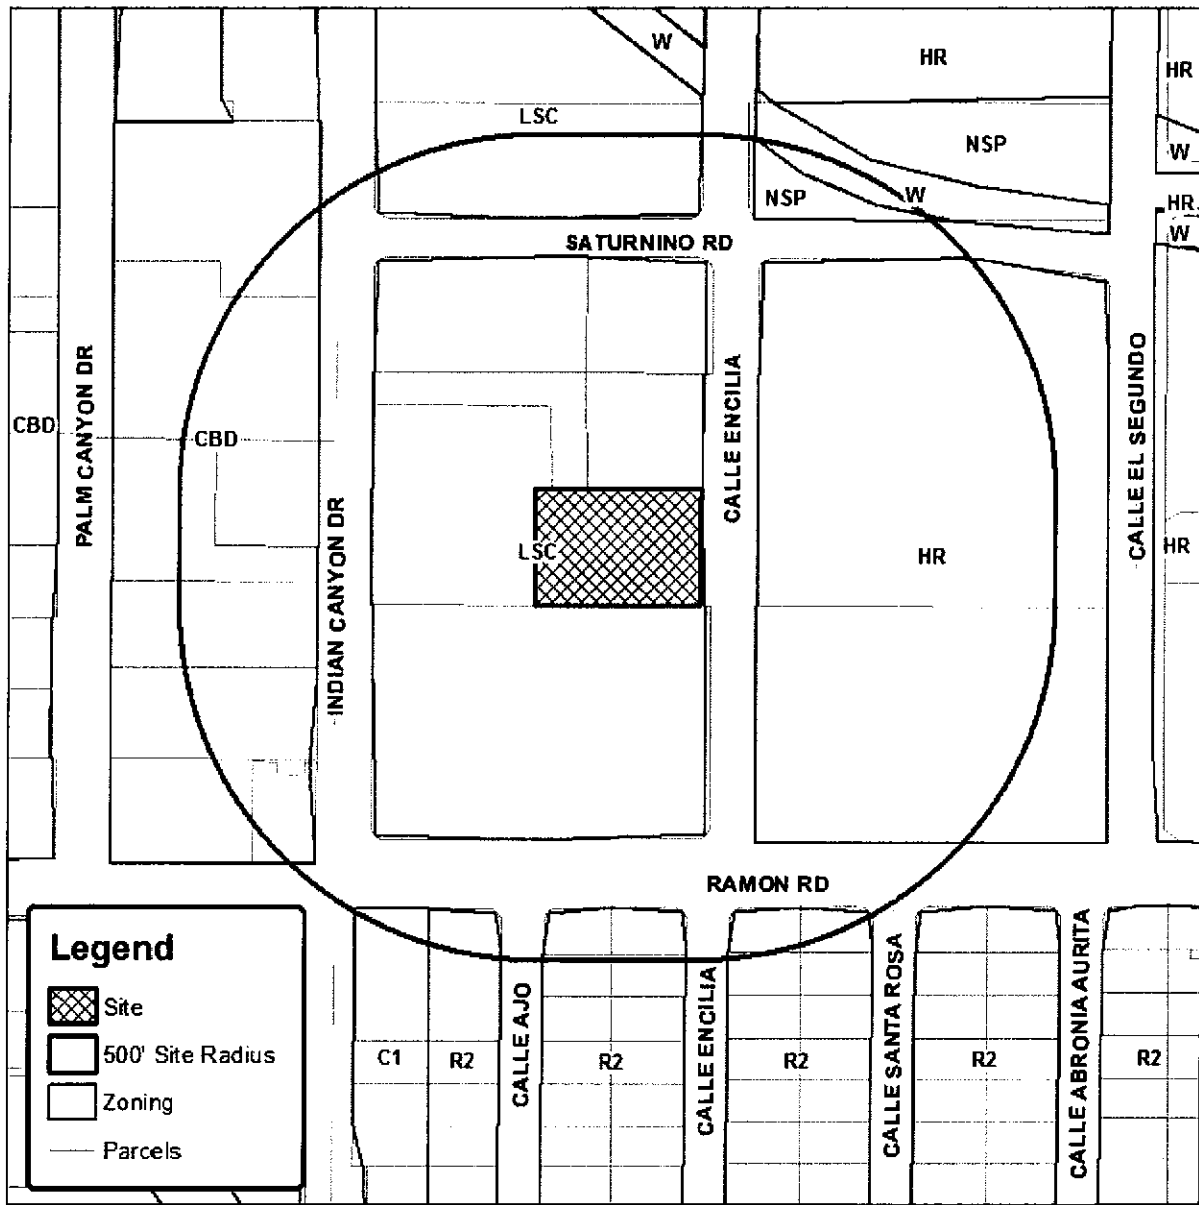 W
HR
HR
LSC
NSP
W
NSP
W
HR
W
SATURNINO RD
PALM CANYON DR
CBD
CBD
INDIAN CANYON DR
CALLE ENCILIA
CALLE EL SEGUNDO
LSC
HR
HR
RAMON RD
Legend
Site
500' Site Radius
Zoning
Parcels
C1
R2
CALLE AJO
R2
CALLE ENCILIA
R2
CALLE SANTA ROSA
R2
CALLE ABRONIA AURITA
R2